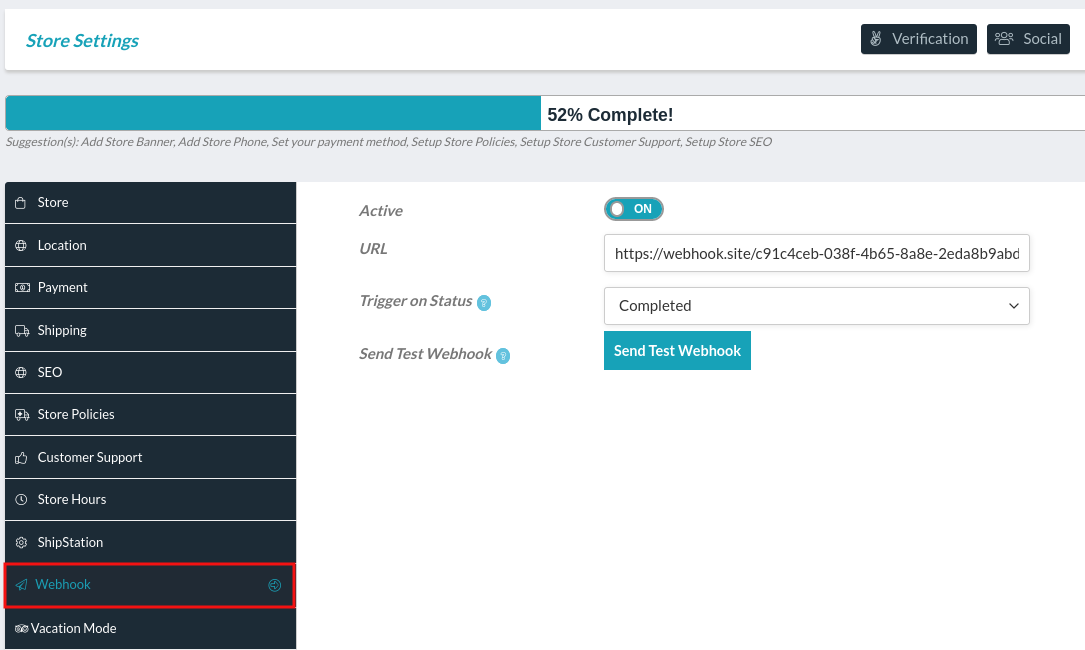 Store Settings
Verification
Social
52% Complete!
Suggestion(s): Add Store Banner, Add Store Phone, Set your payment method, Setup Store Policies, Setup Store Customer Support, Setup Store SEO
Store
Location
Payment
Shipping
SEO
Store Policies
Customer Support
Store Hours
ShipStation
Webhook
Vacation Mode
Active
ON
URL
https://webhook.site/c91c4ceb-038f-4b65-8a8e-2eda8b9abd
Trigger on Status
Completed
Send Test Webhook
Send Test Webhook